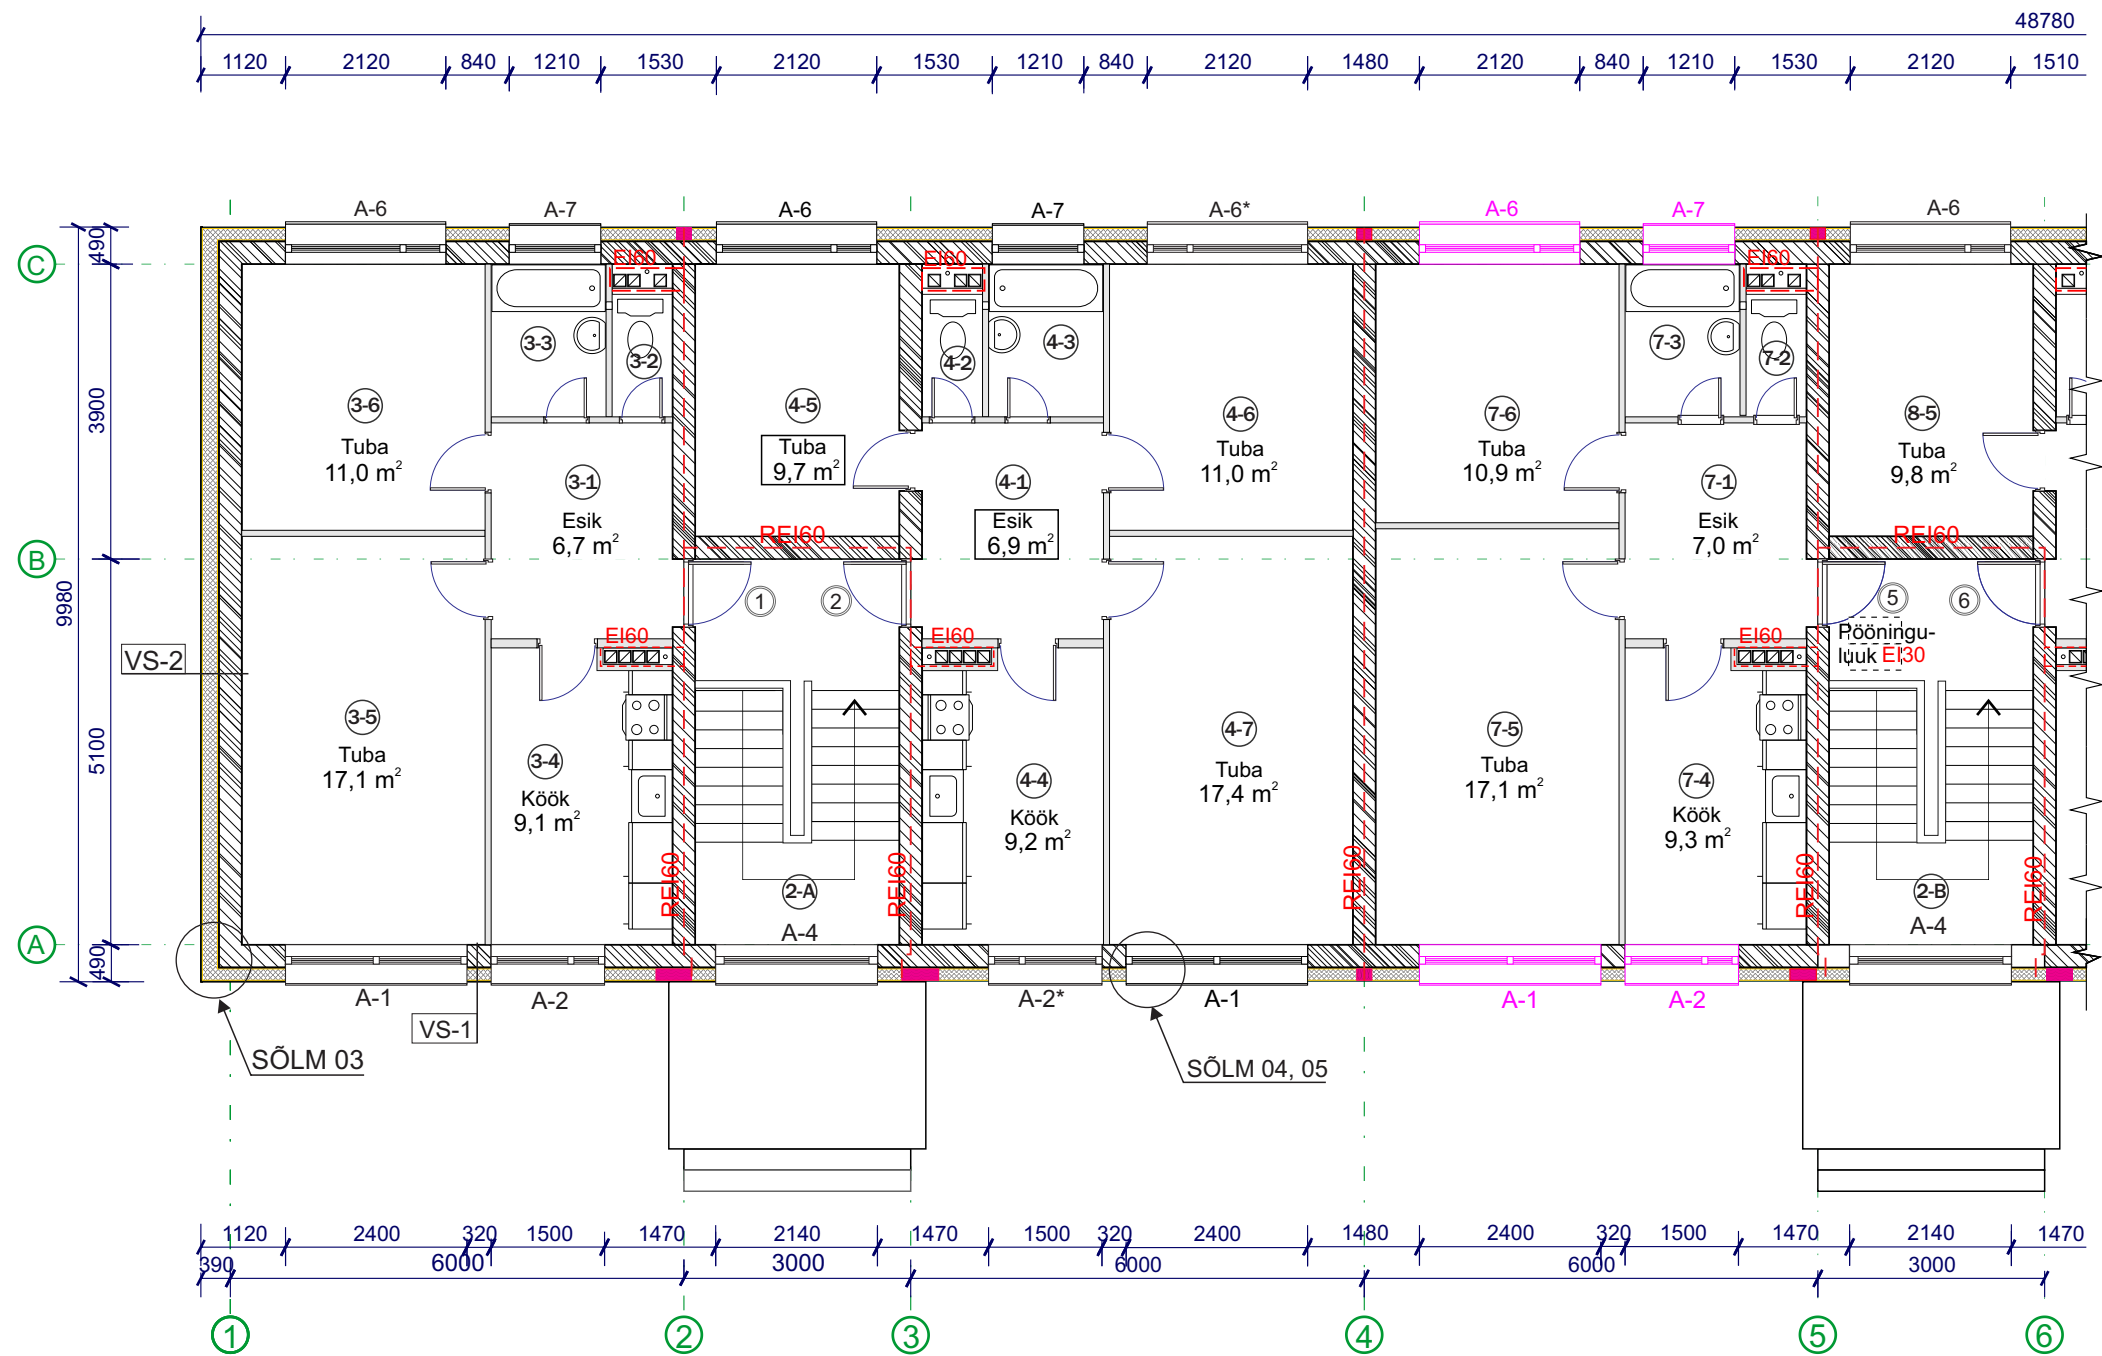 48780
1120 2120 840 1210 1530 2120 1530 1210 840 2120 1480 2120 840 1210 1530 2120 1510
A-6 A-7 A-6 A-7 A-6* A-6 A-7 A-6
490
C
EI60 EI60 EI60
3-3 3-2 4-2 4-3 7-3 7-2
3900
3-6 4-5 4-6 7-6 8-5
Tuba Tuba Tuba Tuba Tuba
11,0 m² 9,7 m² 11,0 m² 10,9 m² 9,8 m²
3-1 4-1 7-1
Esik Esik Esik
6,7 m² 6,9 m² 7,0 m²
REI60 REI60
B
9980
1 2 5 6
EI60 EI60 EI60
Pööningu-
luuk EI30
VS-2
5100
3-5 4-7 7-5
Tuba Tuba Tuba
17,1 m² 17,4 m² 17,1 m²
3-4 4-4 7-4
Köök Köök Köök
9,1 m² 9,2 m² 9,3 m²
REI60 REI60 REI60 REI60 REI60
2-A 2-B
A-4 A-4
A
490
A-1 A-2 A-2* A-1 A-1 A-2
VS-1
SÕLM 03
SÕLM 04, 05
1120 2400 320 1500 1470 2140 1470 1500 320 2400 1480 2400 320 1500 1470 2140 1470
390 6000 3000 6000 6000 3000
1 2 3 4 5 6